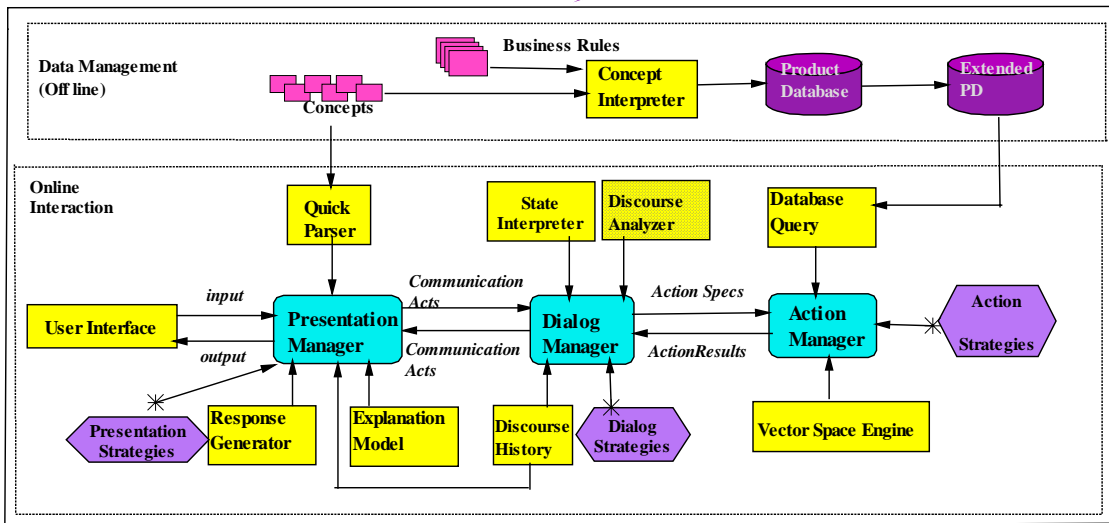 Business Rules
Data Management
(Off line)
Concepts
Concept
Interpreter
Product
Database
Extended
PD
Online
Interaction
Quick
Parser
State
Interpreter
Discourse
Analyzer
Database
Query
User Interface
input
output
Presentation
Manager
Communication
Acts
Communication
Acts
Dialog
Manager
Action Specs
ActionResults
Action
Manager
Action
Strategies
Presentation
Strategies
Response
Generator
Explanation
Model
Discourse
History
Dialog
Strategies
Vector Space Engine